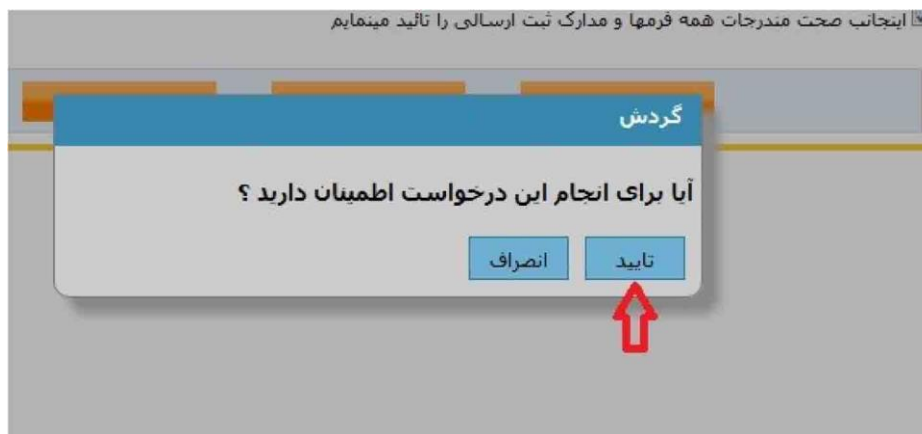 اینجانب صحت مندرجات همه فرمها و مدارک ثبت ارسالی را تائید مینمایم
گردش
آیا برای انجام این درخواست اطمینان دارید ؟
تایید
انصراف